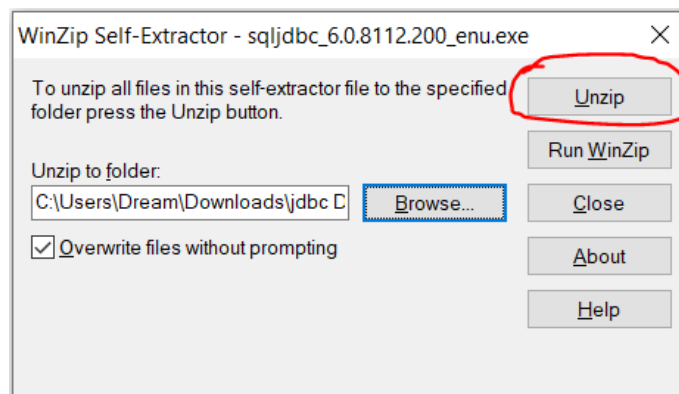 WinZip Self-Extractor - sqljdbc_6.0.8112.200_enu.exe
To unzip all files in this self-extractor file to the specified
folder press the Unzip button.
Unzip
Run WinZip
Unzip to folder:
C:\Users\Dream\Downloads\jdbc D
Browse...
Close
Overwrite files without prompting
About
Help